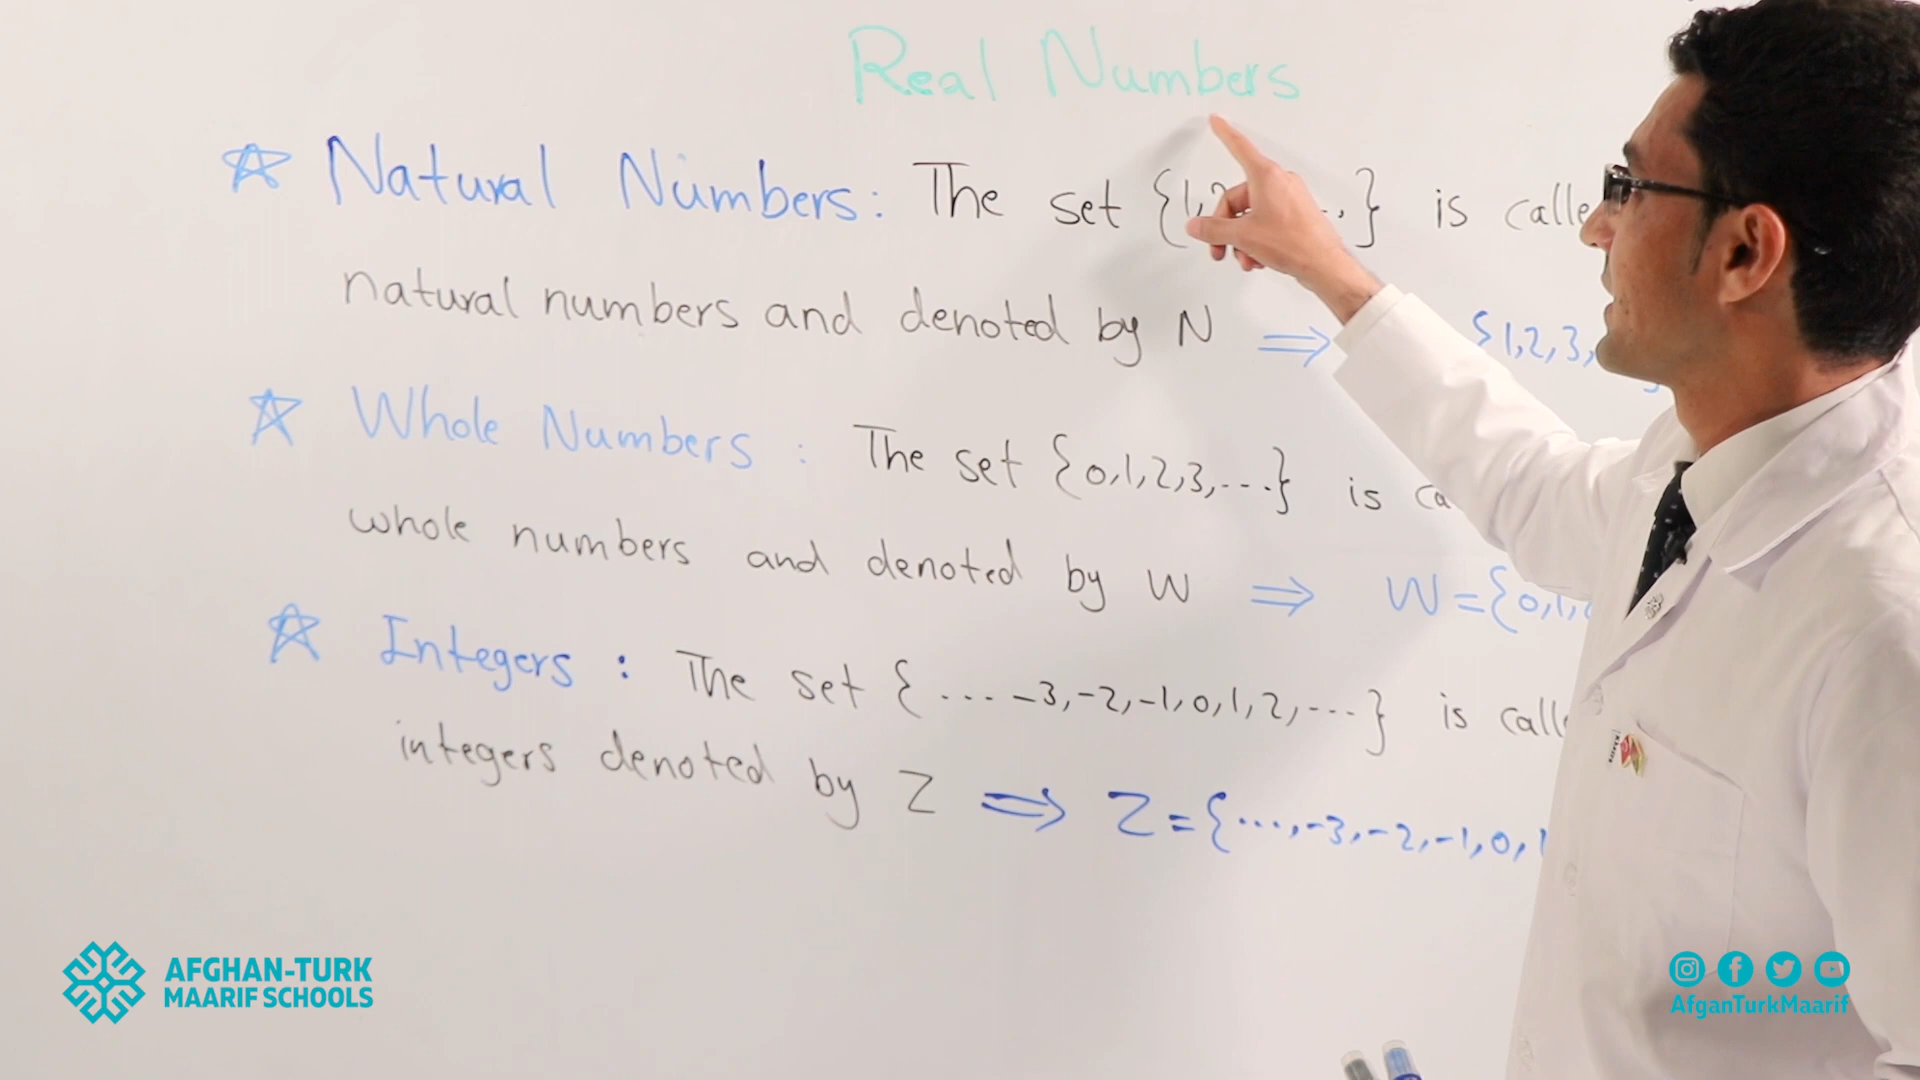 Real Numbers
Natural Numbers: The set {1, is
natural numbers and denoted by N ⇒ {1,2,3,
Whole Numbers : The set {0,1,2,3,...} is
whole numbers and denoted by W ⇒ W={0,1,
Integers : The set {....-3,-2,-1,0,1,2,...} is
integers denoted by Z ⇒ Z={...,-3,-2,-1,0,1
AFGHAN-TURK
MAARIF SCHOOLS
AfganTurkMaarif